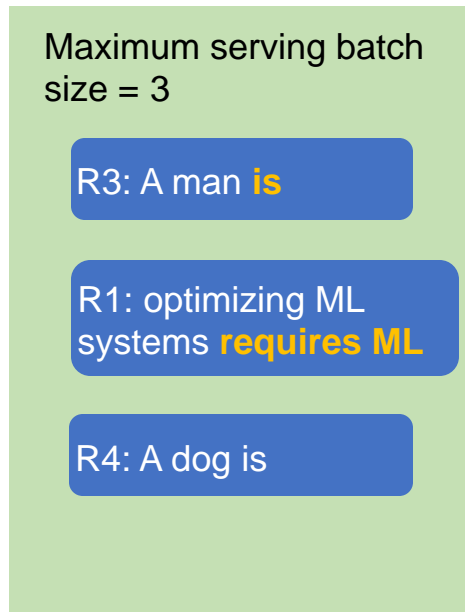 Maximum serving batch
size = 3
R3: A man is
R1: optimizing ML
systems requires ML
R4: A dog is